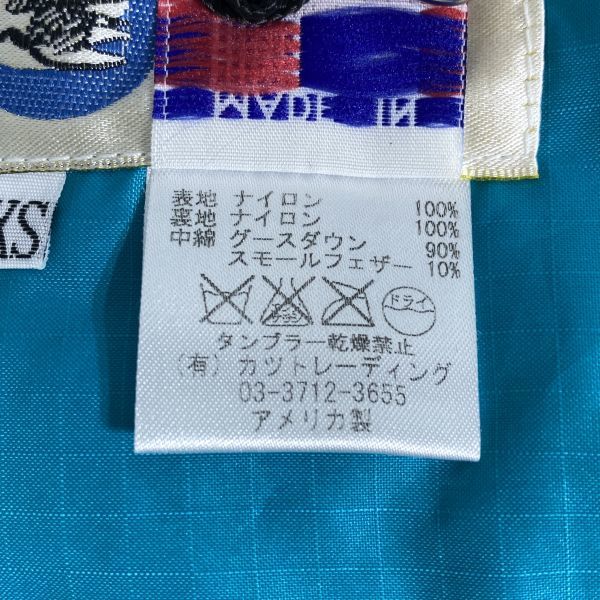 MADE IN
KS
表地 ナイロン 100%
裏地 ナイロン 100%
中綿 グースダウン 90%
スモールフェザー 10%
ドライ
タンブラー乾燥禁止
(有) カツトレーディング
03-3712-3655
アメリカ製